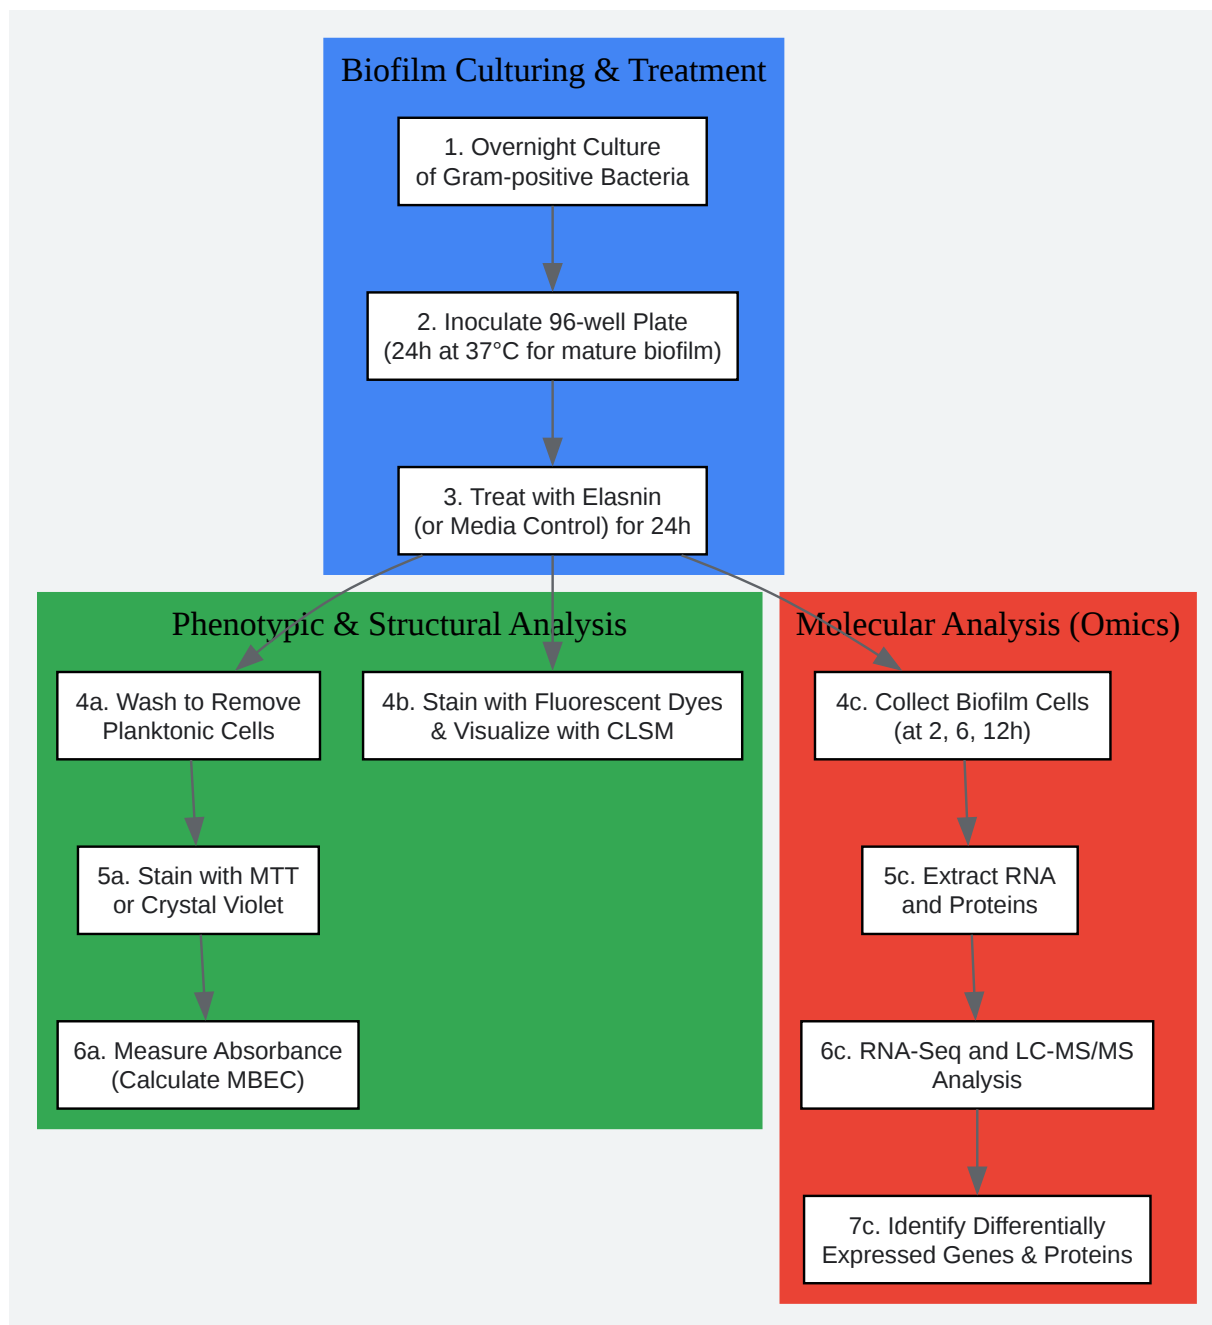 Biofilm Culturing & Treatment
1. Overnight Culture
of Gram-positive Bacteria
2. Inoculate 96-well Plate
(24h at 37°C for mature biofilm)
3. Treat with Elasnin
(or Media Control) for 24h
Phenotypic & Structural Analysis
4a. Wash to Remove
Planktonic Cells
4b. Stain with Fluorescent Dyes
& Visualize with CLSM
5a. Stain with MTT
or Crystal Violet
6a. Measure Absorbance
(Calculate MBEC)
Molecular Analysis (Omics)
4c. Collect Biofilm Cells
(at 2, 6, 12h)
5c. Extract RNA
and Proteins
6c. RNA-Seq and LC-MS/MS
Analysis
7c. Identify Differentially
Expressed Genes & Proteins